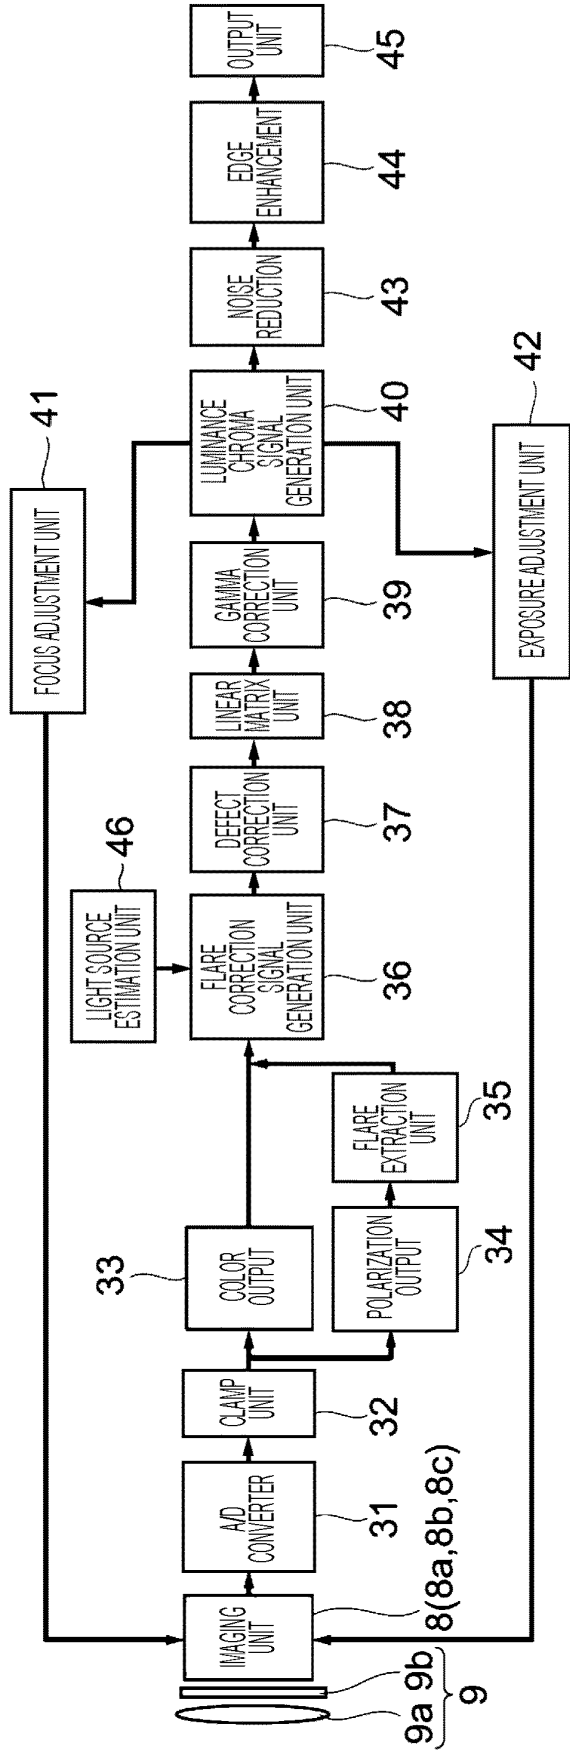 9a 9b
9
IMAGING
UNIT
8(8a,8b,8c)
A/D
CONVERTER
31
CLAMP
UNIT
32
COLOR
OUTPUT
33
POLARIZATION
OUTPUT
34
FLARE
EXTRACTION
UNIT
35
LIGHT SOURCE
ESTIMATION UNIT
46
FLARE
CORRECTION
SIGNAL
GENERATION UNIT
36
DEFECT
CORRECTION
UNIT
37
LINEAR
MATRIX
UNIT
38
GAMMA
CORRECTION
UNIT
39
LUMINANCE
CHROMA
SIGNAL
GENERATION UNIT
40
FOCUS ADJUSTMENT UNIT
41
EXPOSURE ADJUSTMENT UNIT
42
NOISE
REDUCTION
43
EDGE
ENHANCEMENT
44
OUTPUT
UNIT
45